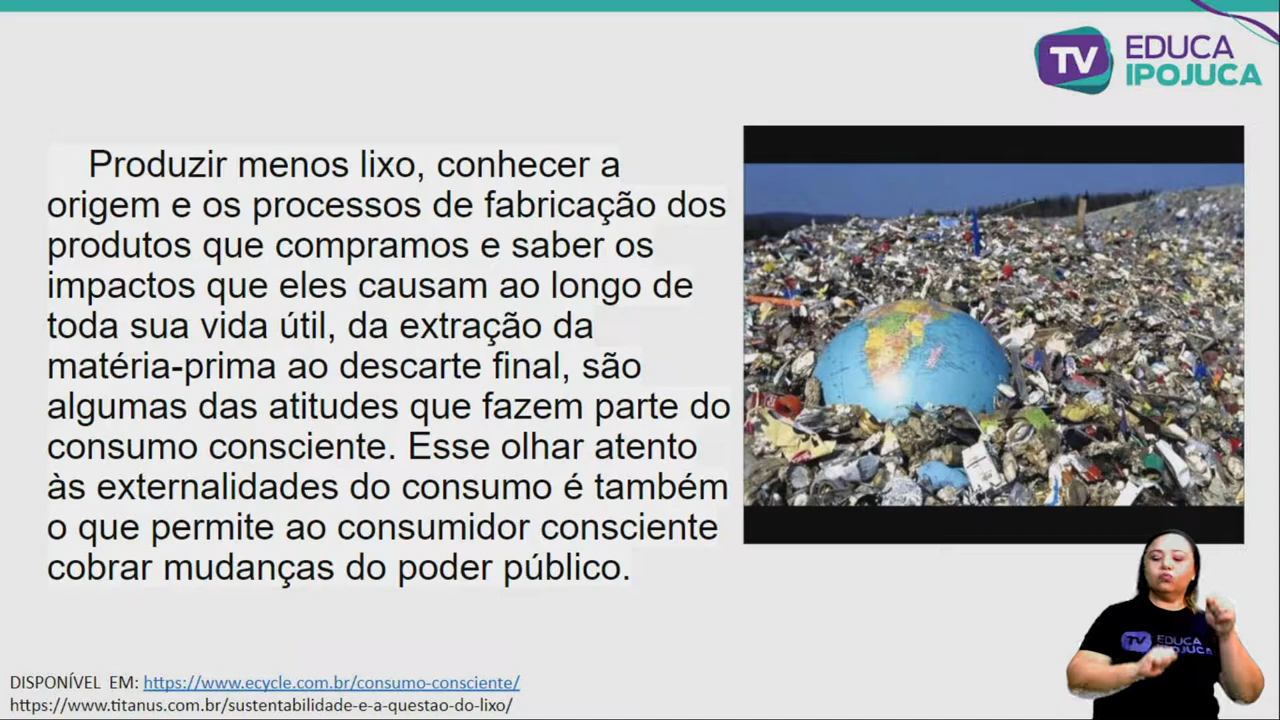 TV EDUCA
IPOJUCA
Produzir menos lixo, conhecer a
origem e os processos de fabricação dos
produtos que compramos e saber os
impactos que eles causam ao longo de
toda sua vida útil, da extração da
matéria-prima ao descarte final, são
algumas das atitudes que fazem parte do
consumo consciente. Esse olhar atento
às externalidades do consumo é também
o que permite ao consumidor consciente
cobrar mudanças do poder público.
TV EDUCA
IPOJUCA
DISPONÍVEL EM: https://www.ecycle.com.br/consumo-consciente/
https://www.titanus.com.br/sustentabilidade-e-a-questao-do-lixo/